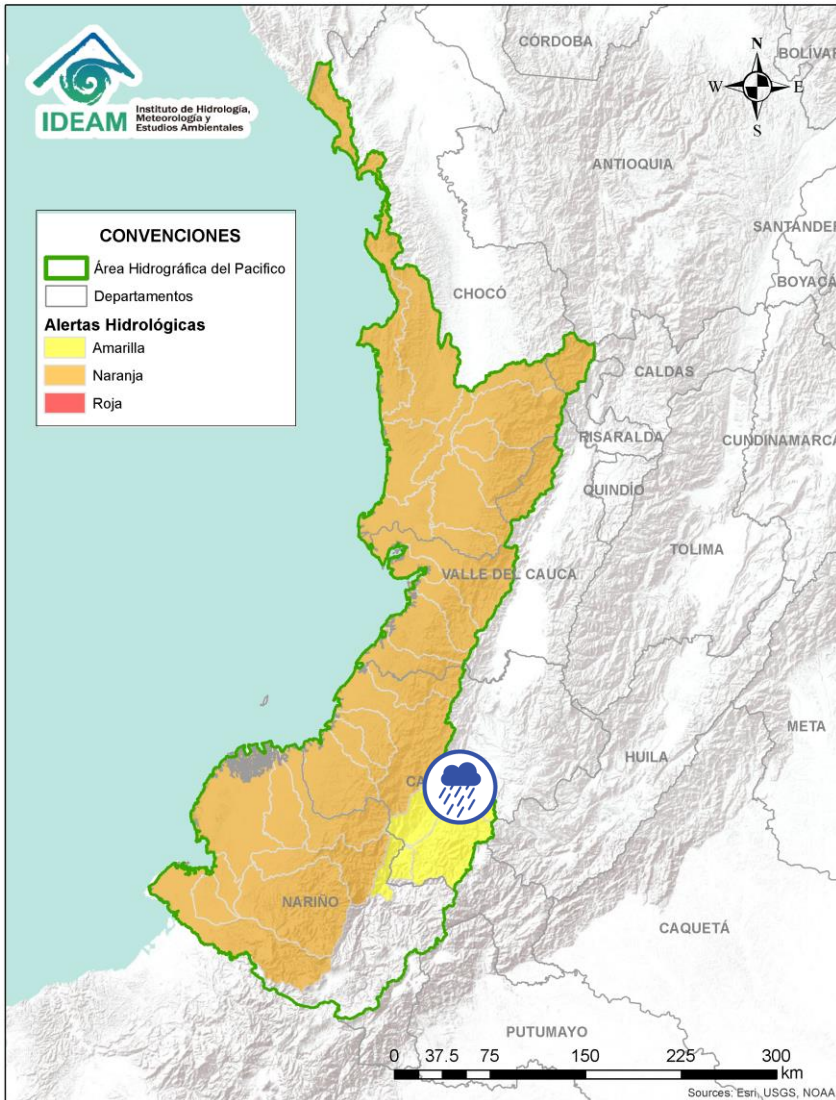 IDEAM
Instituto de Hidrología,
Meteorología y
Estudios Ambientales
CÓRDOBA
BOLÍVAR
N
W
E
S
ANTIOQUIA
SANTANDER
BOYACÁ
CONVENCIONES
Área Hidrográfica del Pacifico
Departamentos
Alertas Hidrológicas
Amarilla
Naranja
Roja
CHOCÓ
CALDAS
RISARALDA
CUNDINAMARCA
QUINDÍO
TOLIMA
VALLE DEL CAUCA
META
HUILA
CA
NARIÑO
CAQUETÁ
PUTUMAYO
0 37.5 75 150 225 300
km
Sources: Esri, USGS, NOAA